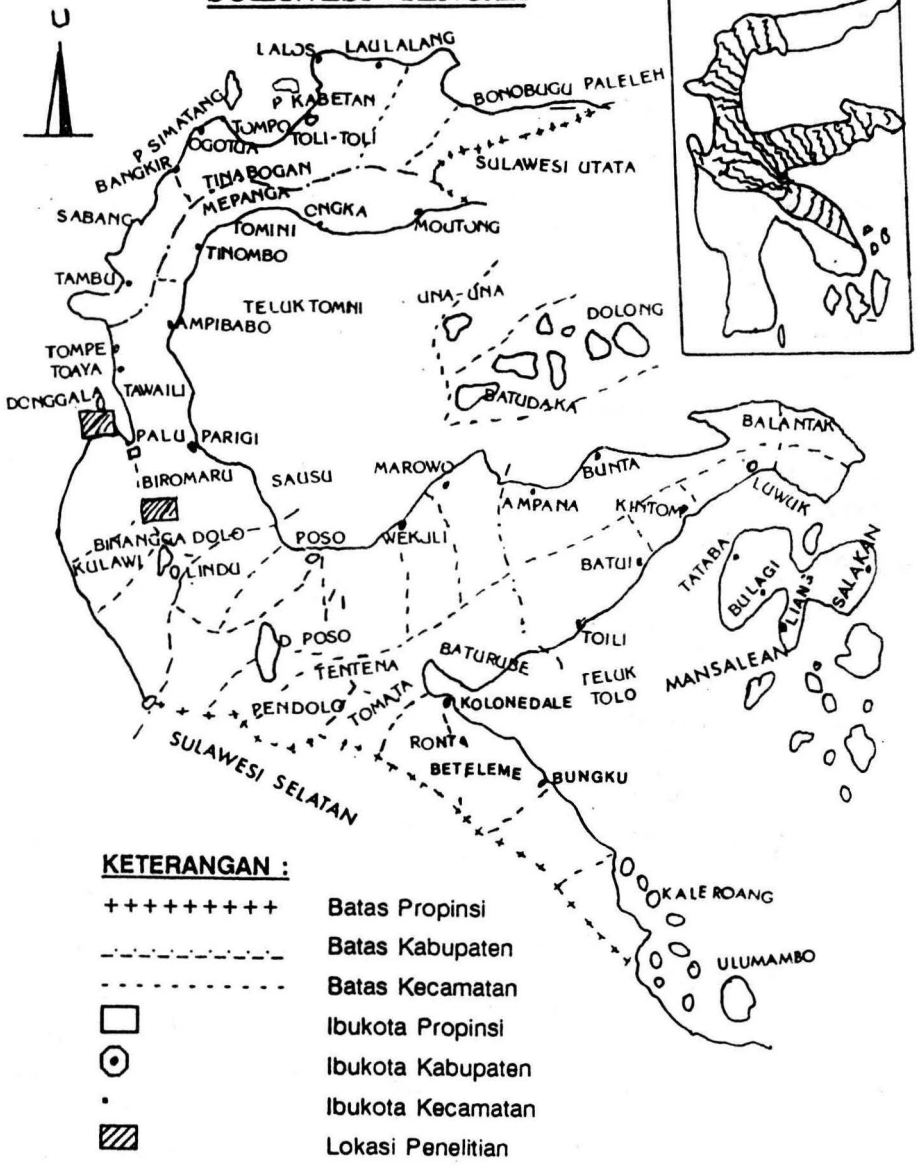 U
LALOS LAULALANG
BONOBUGU PALELEH
P KABETAN
P SIMATANG
TOMPO
TOLI-TOLI
OGOTUA
BANGKIR
SULAWESI UTATA
TINABOGAN
MEPANGA
SABANG
TOMINI
ONGKA
MOUTONG
TINOMBO
TAMBU
TELUK TOMNI
UNA-UNA
DOLONG
AMPIBABO
TOMPE
TOAYA
TAWAILI
BATUDAKA
DONGGALA
BALANTAK
PALU
PARIGI
BIROMARU
SAUSU
MAROWO
BUNTA
AMPANA
LUWUK
KINTOM
BINANGGA DOLO
POSO
WEKULI
KULAWI
LINDU
BATUI
TATABA
BULAGI
LIANG
SALAKAN
D POSO
TOILI
TENTENA
BATURUBE
TELUK
TOLO
MANSALEAN
PENDOLO
TOMATA
KOLONEDALE
RONTA
SULAWESI SELATAN
BETELEME
BUNGKU
KALEROANG
ULUMAMBO
KETERANGAN :
+++++++++ Batas Propinsi
Batas Kabupaten
Batas Kecamatan
Ibukota Propinsi
Ibukota Kabupaten
Ibukota Kecamatan
Lokasi Penelitian